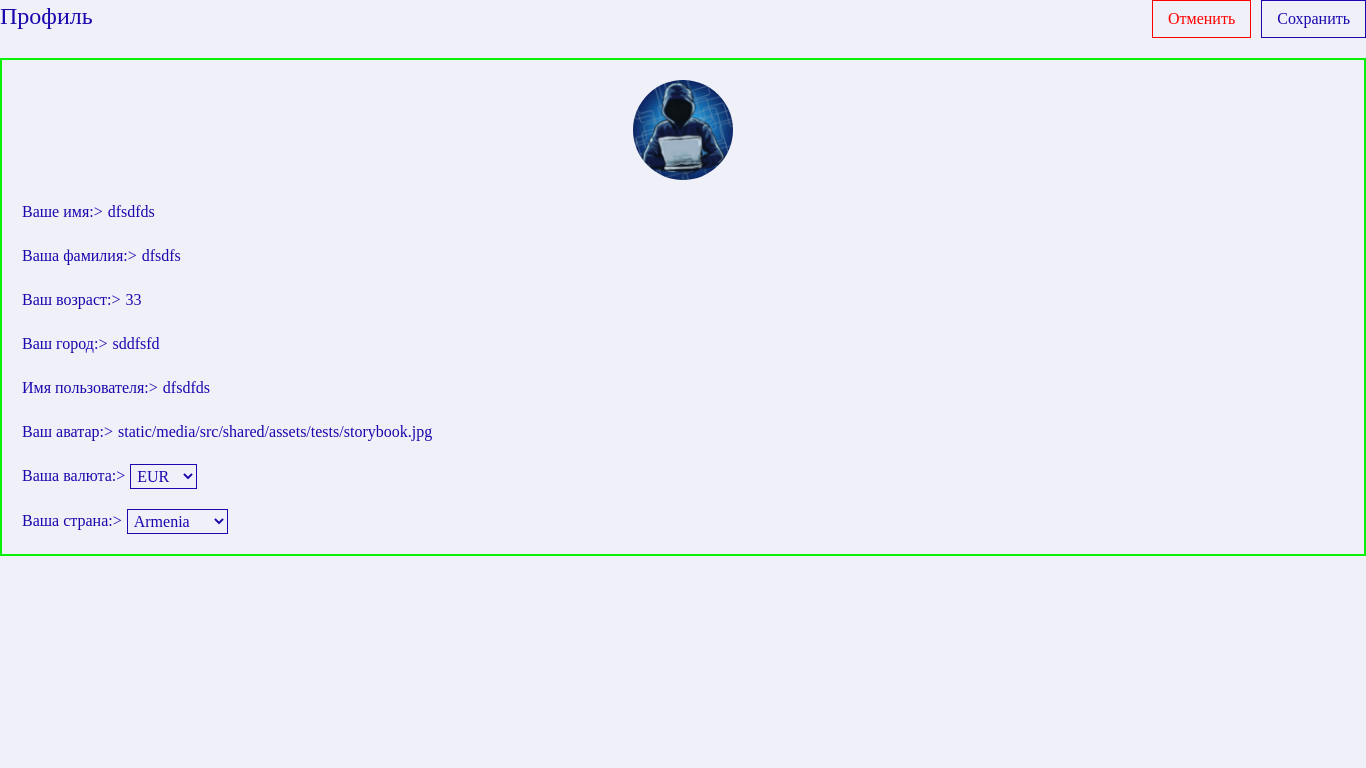 Профиль
Отменить
Сохранить
Ваше имя:> dfsdfds
Ваша фамилия:> dfsdfs
Ваш возраст:> 33
Ваш город:> sddfsfd
Имя пользователя:> dfsdfds
Ваш аватар:> static/media/src/shared/assets/tests/storybook.jpg
Ваша валюта:> EUR
Ваша страна:> Armenia